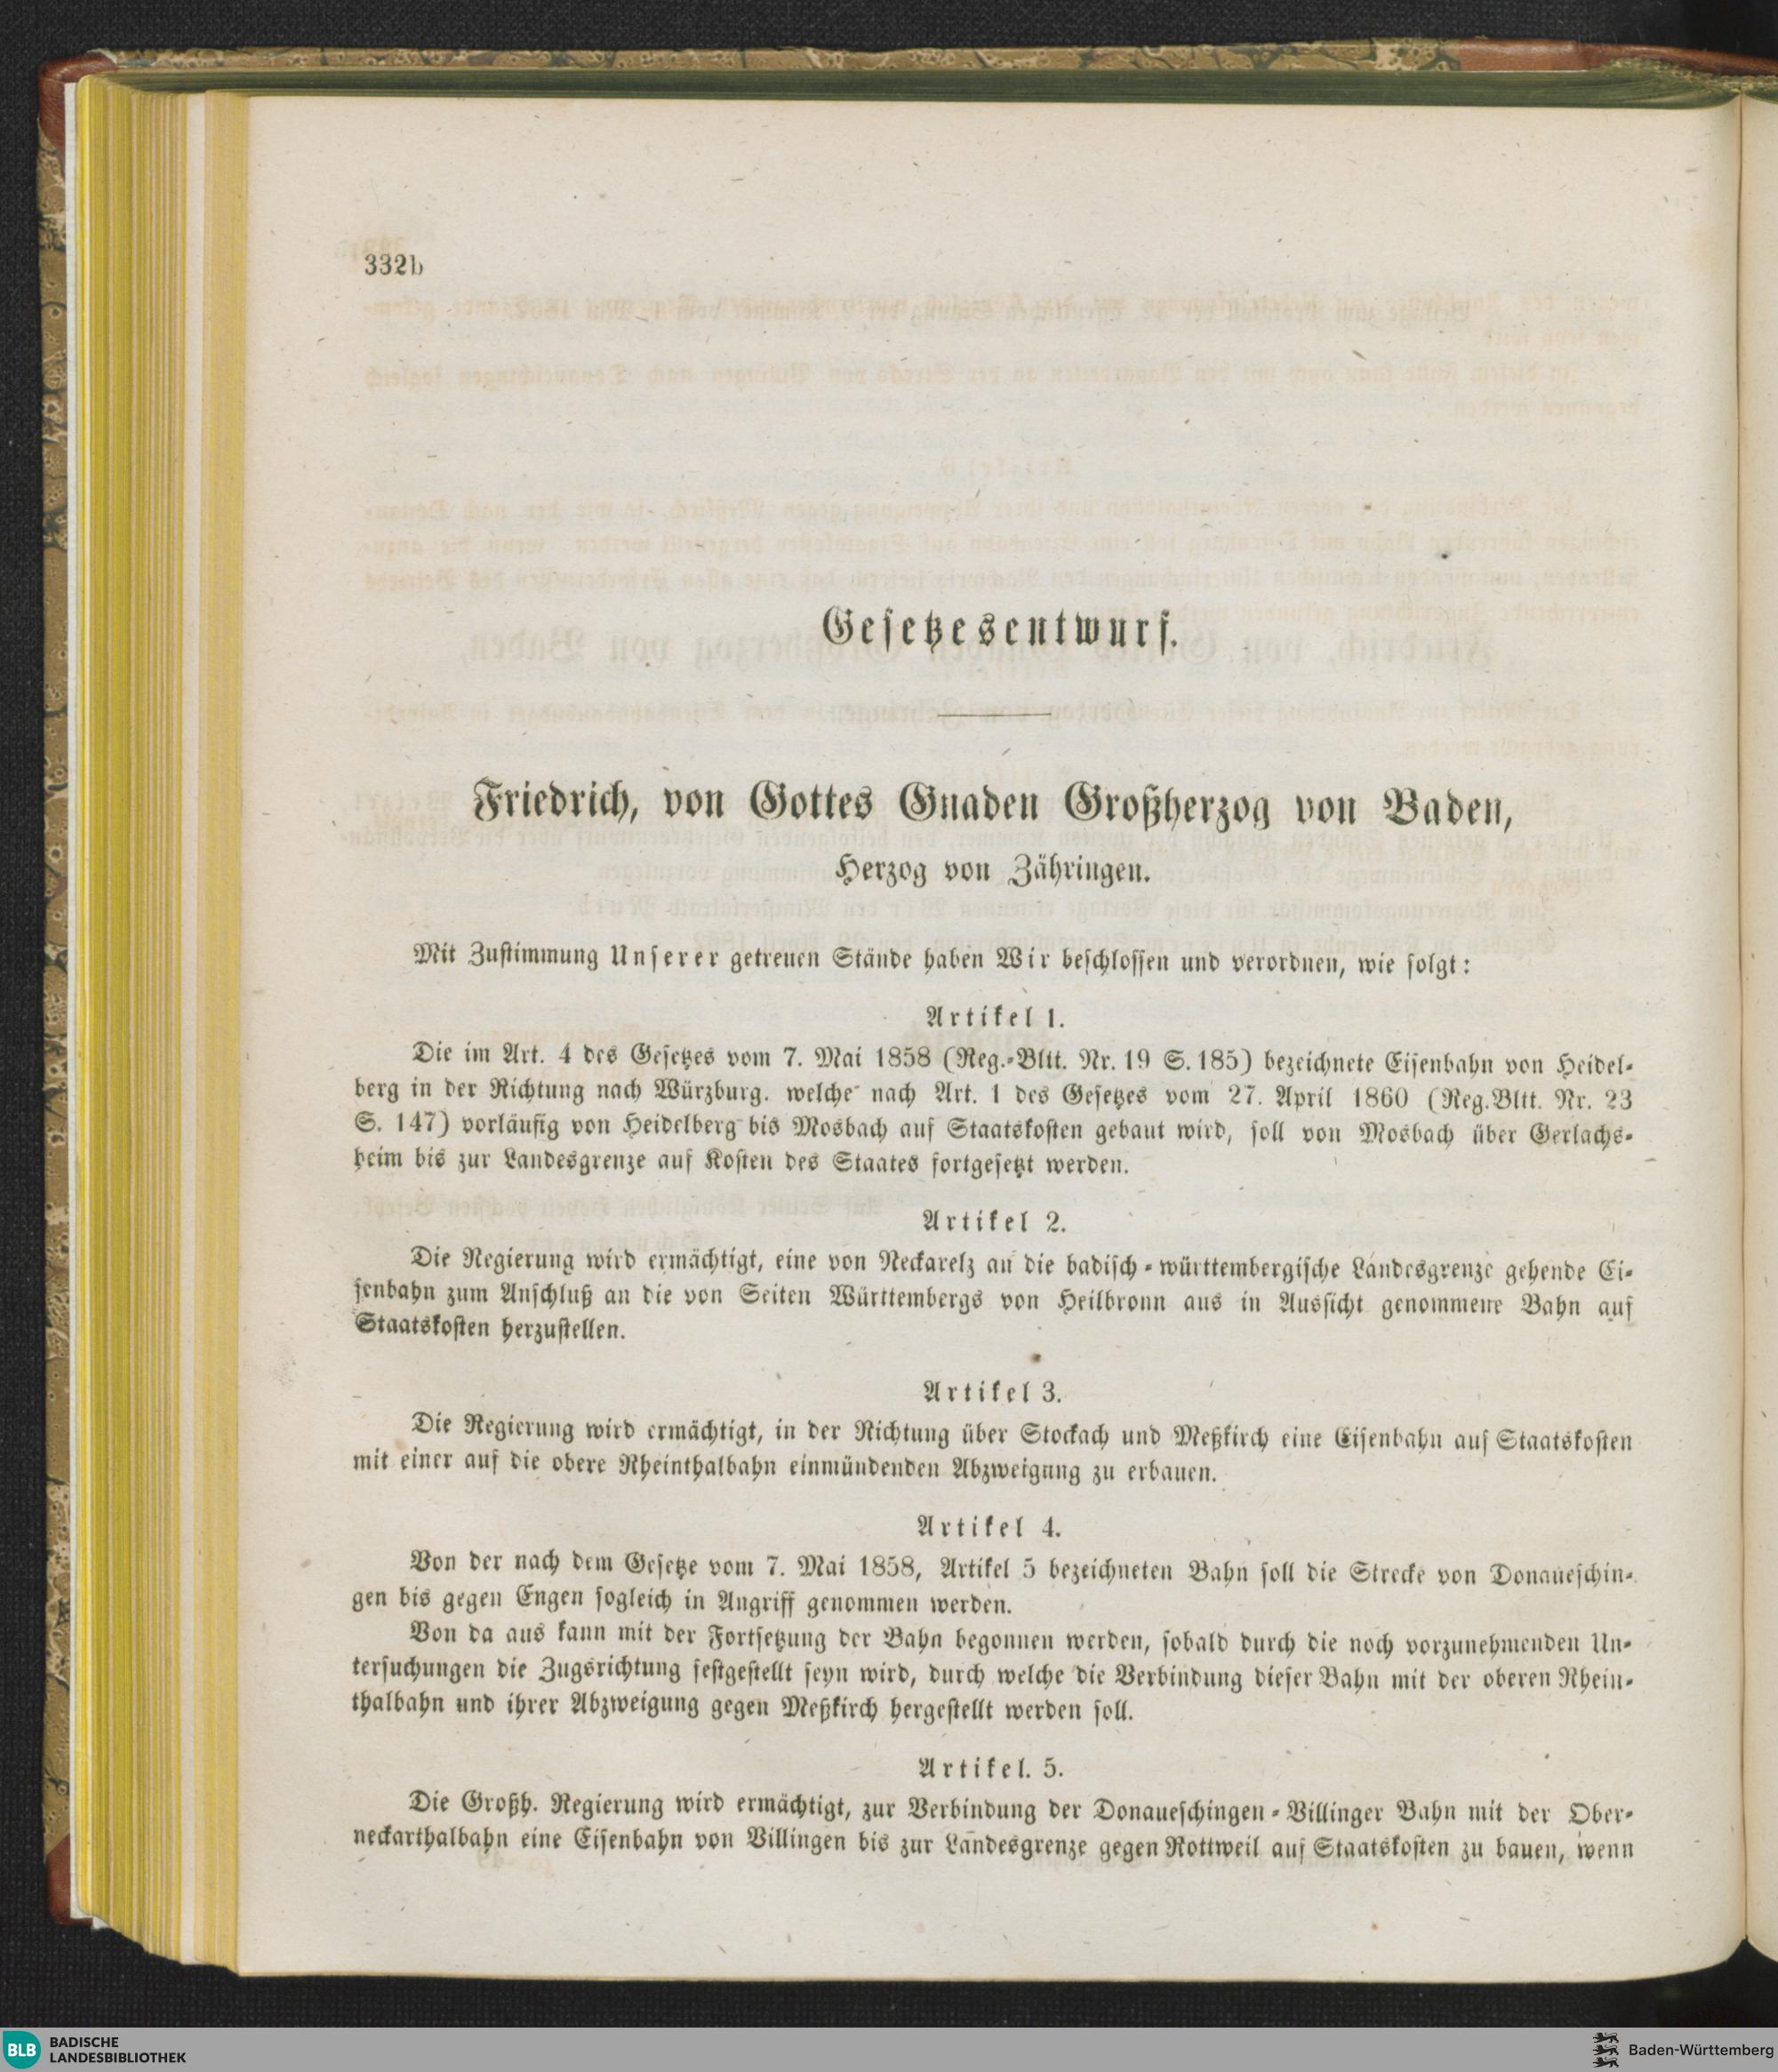 332b
Gesetzesentwurf.
Friedrich, von Gottes Gnaden Großherzog von Baden,
Herzog von Zähringen.
Mit Zustimmung Unserer getreuen Stände haben Wir beschlossen und verordnen, wie folgt:
Artikel 1.
Die im Art. 4 des Gesetzes vom 7. Mai 1858 (Reg.-Bltt. Nr. 19 S. 185) bezeichnete Eisenbahn von Heidel-
berg in der Richtung nach Würzburg. welche nach Art. 1 des Gesetzes vom 27. April 1860 (Reg.Bltt. Nr. 23
S. 147) vorläufig von Heidelberg bis Mosbach auf Staatskosten gebaut wird, soll von Mosbach über Gerlachs-
heim bis zur Landesgrenze auf Kosten des Staates fortgesetzt werden.
Artikel 2.
Die Regierung wird ermächtigt, eine von Neckarelz an die badisch-württembergische Landesgrenze gehende Ei-
senbahn zum Anschluß an die von Seiten Württembergs von Heilbronn aus in Aussicht genommene Bahn auf
Staatskosten herzustellen.
Artikel 3.
Die Regierung wird ermächtigt, in der Richtung über Stockach und Meßkirch eine Eisenbahn auf Staatskosten
mit einer auf die obere Rheinthalbahn einmündenden Abzweigung zu erbauen.
Artikel 4.
Von der nach dem Gesetze vom 7. Mai 1858, Artikel 5 bezeichneten Bahn soll die Strecke von Donaueschin-
gen bis gegen Engen sogleich in Angriff genommen werden.
Von da aus kann mit der Fortsetzung der Bahn begonnen werden, sobald durch die noch vorzunehmenden Un-
tersuchungen die Zugsrichtung festgestellt seyn wird, durch welche die Verbindung dieser Bahn mit der oberen Rhein-
thalbahn und ihrer Abzweigung gegen Meßkirch hergestellt werden soll.
Artikel. 5.
Die Großh. Regierung wird ermächtigt, zur Verbindung der Donaueschingen-Villinger Bahn mit der Ober-
neckarthalbahn eine Eisenbahn von Villingen bis zur Landesgrenze gegen Rottweil auf Staatskosten zu bauen, wenn
BLB BADISCHE
LANDESBIBLIOTHEK
Baden-Württemberg